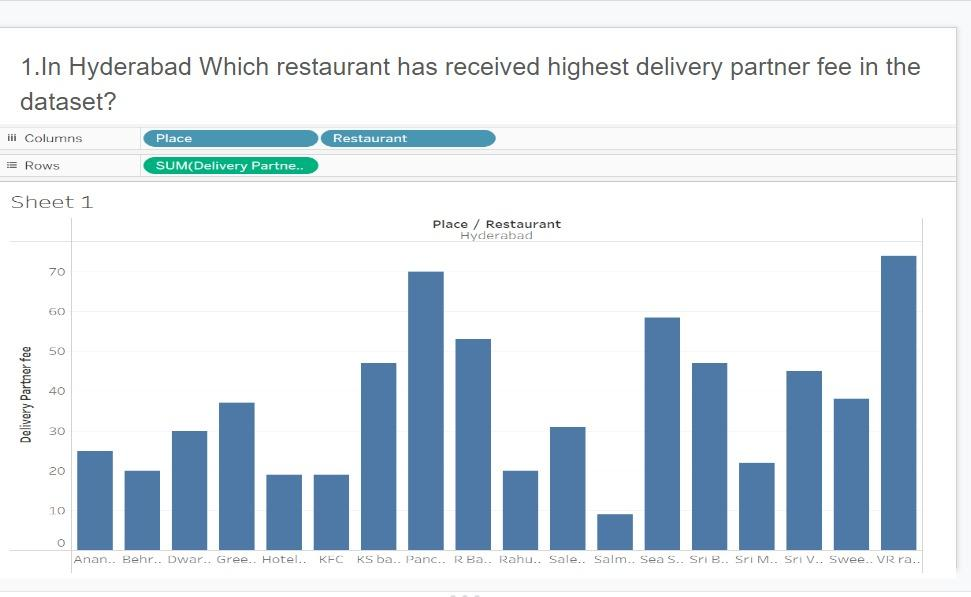 1.In Hyderabad Which restaurant has received highest delivery partner fee in the
dataset?
Columns Place Restaurant
Rows SUM(Delivery Partne..
Sheet 1
Place / Restaurant
Hyderabad
Delivery Partner fee
70
60
50
40
30
20
10
0
Anan.. Behr.. Dwar.. Gree.. Hotel.. KFC KS ba.. Panc.. R Ba.. Rahu.. Sale.. Salm.. Sea S.. Sri B.. Sri M.. Sri V.. Swee.. VR ra..